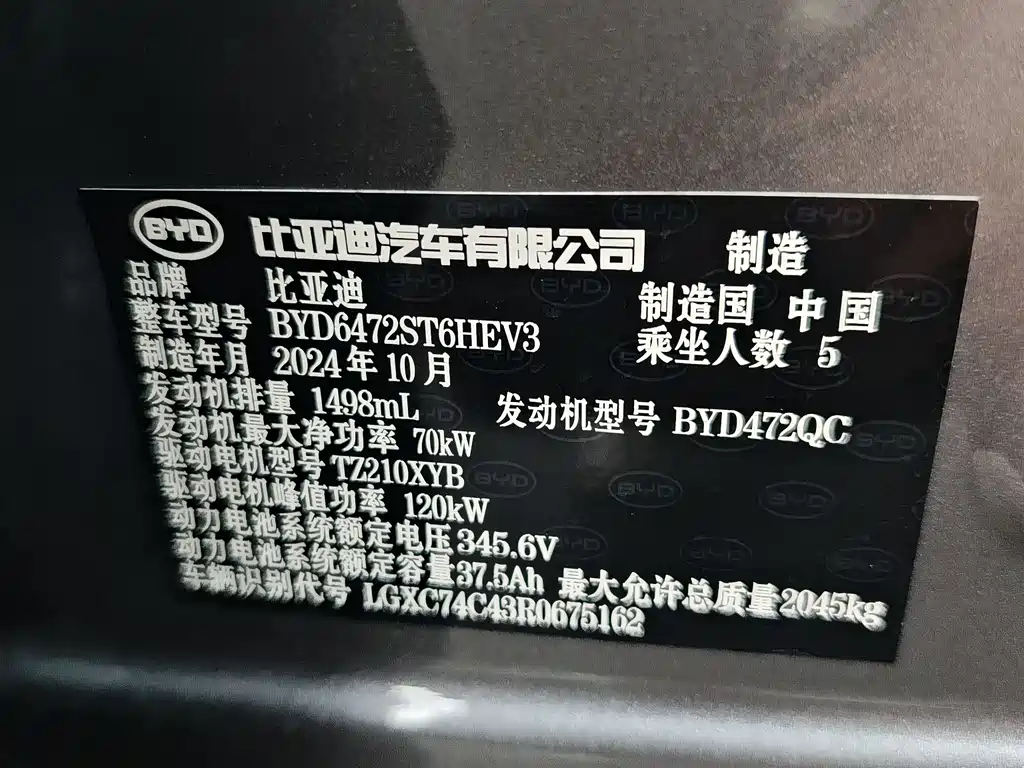 BYD 比亚迪汽车有限公司 制造
品牌 比亚迪 制造国 中国
整车型号 BYD6472ST6HEV3 乘坐人数 5
制造年月 2024年10月
发动机排量 1498mL 发动机型号 BYD472QC
发动机最大净功率 70kW
驱动电机型号 TZ210XYB
驱动电机峰值功率 120kW
动力电池系统额定电压 345.6V
动力电池系统额定容量 37.5Ah 最大允许总质量 2045kg
车辆识别代号 LGXC74C43R0675162